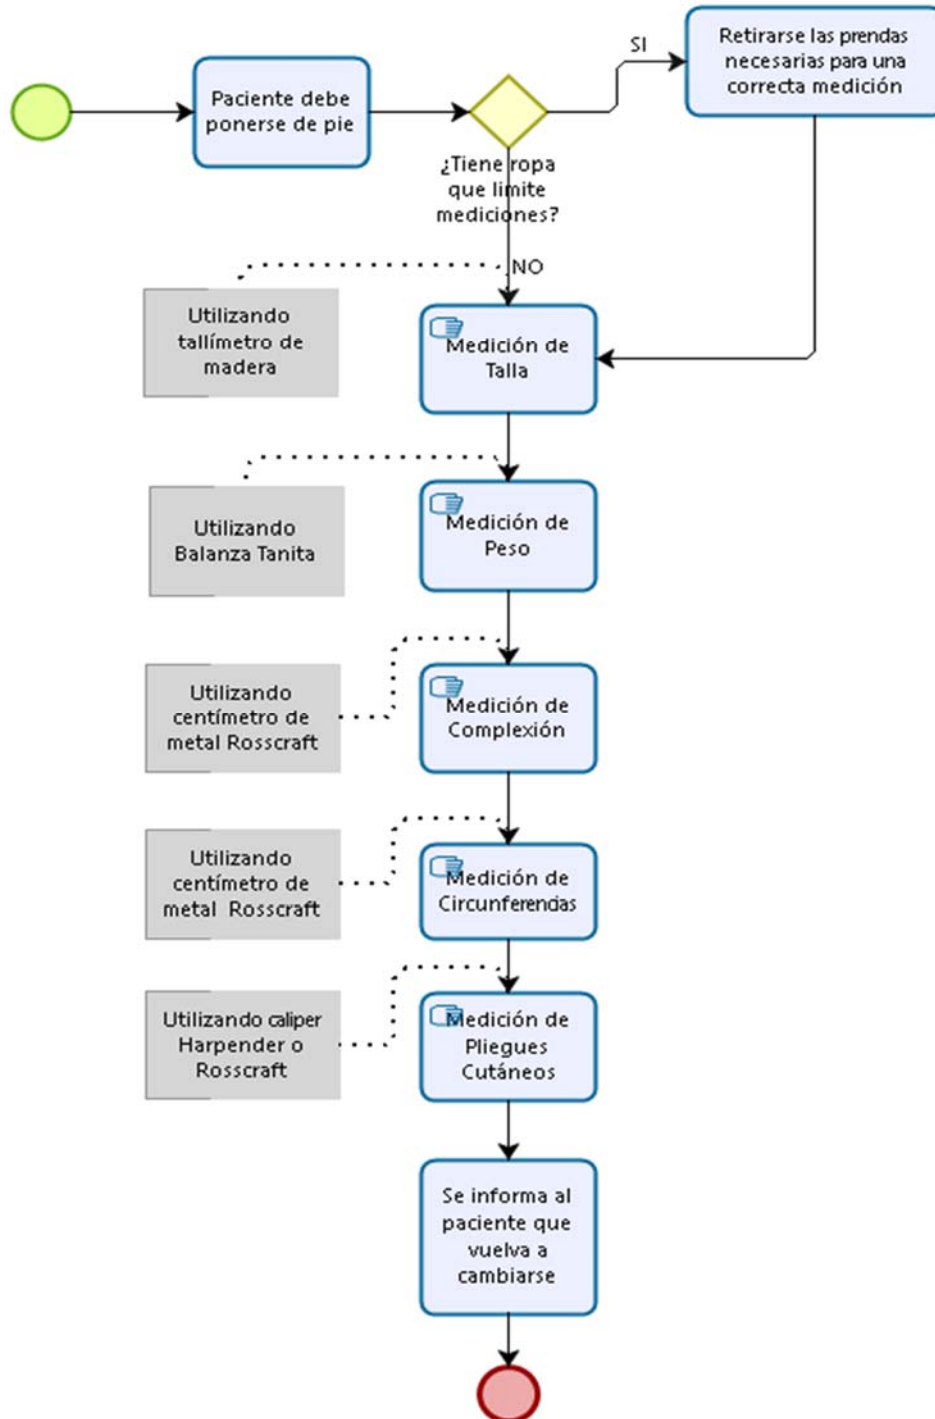 Paciente debe
ponerse de pie
SI
Retirarse las prendas
necesarias para una
correcta medición
¿Tiene ropa
que limite
mediciones?
NO
Utilizando
tallímetro de
madera
Medición de
Talla
Utilizando
Balanza Tanita
Medición de
Peso
Utilizando
centímetro de
metal Rosscraft
Medición de
Complexión
Utilizando
centímetro de
metal Rosscraft
Medición de
Circunferencias
Utilizando caliper
Harpender o
Rosscraft
Medición de
Pliegues
Cutáneos
Se informa al
paciente que
vuelva a
cambiarse